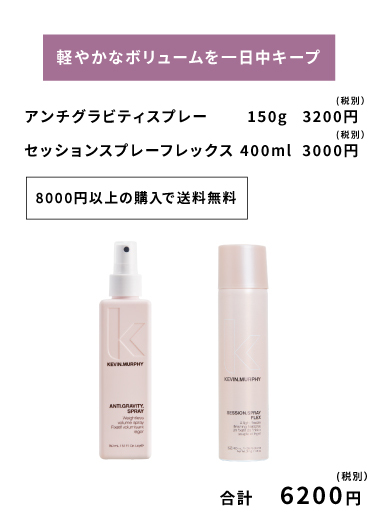 軽やかなボリュームを一日中キープ
(税別)
アンチグラビティスプレー 150g 3200円
(税別)
セッションスプレーフレックス 400ml 3000円
8000円以上の購入で送料無料
KEVIN.MURPHY
ANTI.GRAVITY.
SPRAY
Weightless
volume spray
KEVIN.MURPHY
SESSION.SPRAY
FLEX
(税別)
合計 6200円